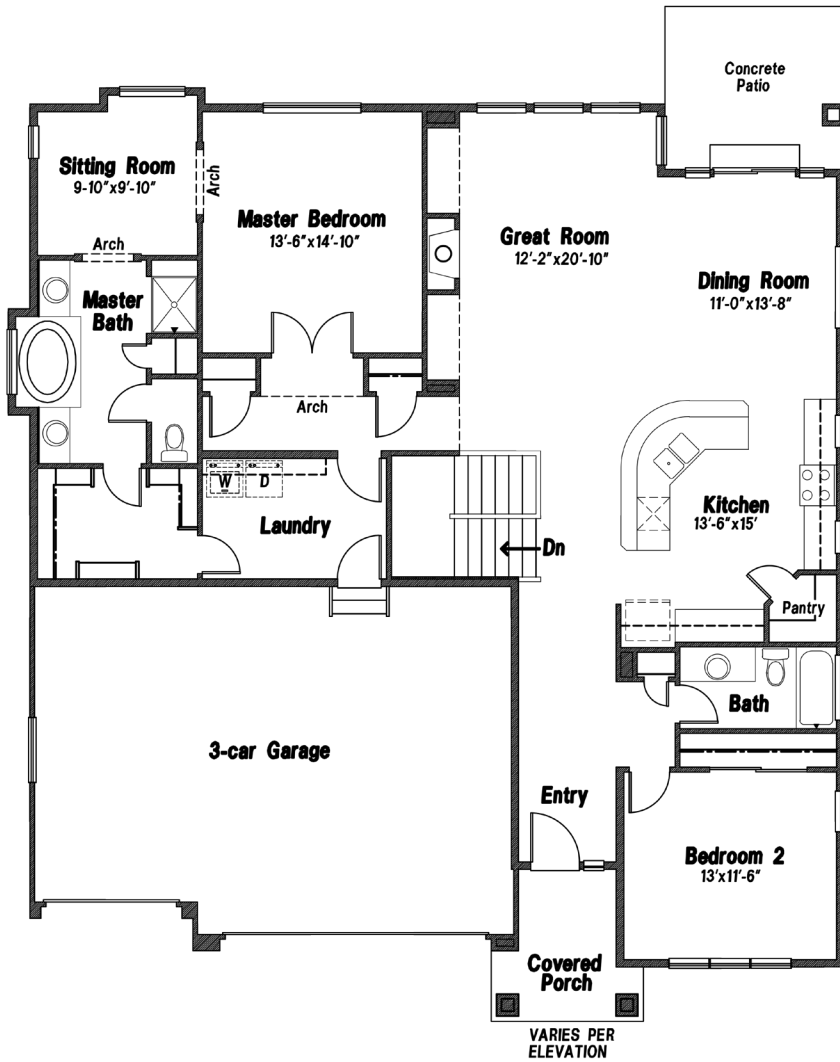 Concrete
Patio
Sitting Room
9-10"x9'-10"
Arch
Master Bedroom
13'-6"x14'-10"
Great Room
12'-2"x20'-10"
Arch
Dining Room
11'-0"x13'-8"
Master
Bath
Arch
W
D
Laundry
Kitchen
13'-6"x15'
Dn
Pantry
Bath
3-car Garage
Entry
Bedroom 2
13'x11'-6"
Covered
Porch
VARIES PER
ELEVATION